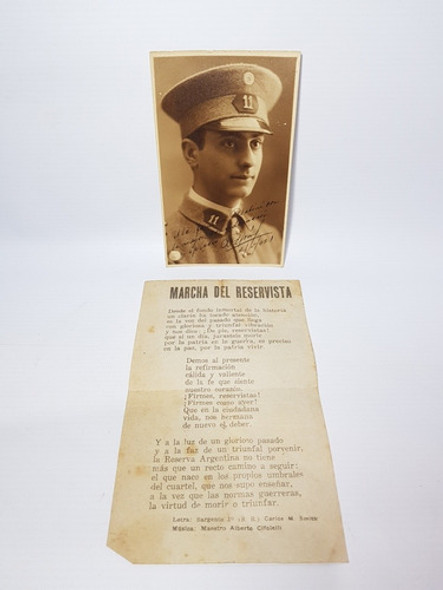 11
11
MARCHA DEL RESERVISTA
Desde el fondo inmortal de la historia
un clarín ha tocado atención,
es la voz del pasado que llega
con glorioso y triunfal vibración
y nos dice: ¡De pie, reservistas!
que si un día, jurasteis morir
por la patria en la guerra, es preciso
en la paz, por la patria vivir.
Demos al presente
la refirmación
cálida y valiente
de la fe que siente
nuestro corazón.
¡Firmes, reservistas!
¡Firmes como ayer!
Que en la ciudadana
vida, nos hermana
de nuevo el deber.
Y a la luz de un glorioso pasado
y a la faz de un triunfal porvenir,
la Reserva Argentina no tiene
más que un recto camino a seguir:
el que nace en los propios umbrales
del cuartel, que nos supo enseñar,
a la vez que las normas guerreras,
la virtud de morir o triunfar.
Letra: Sargento 1º (R. R.) Carlos M.
Música: Maestro Alberto Cifolelli